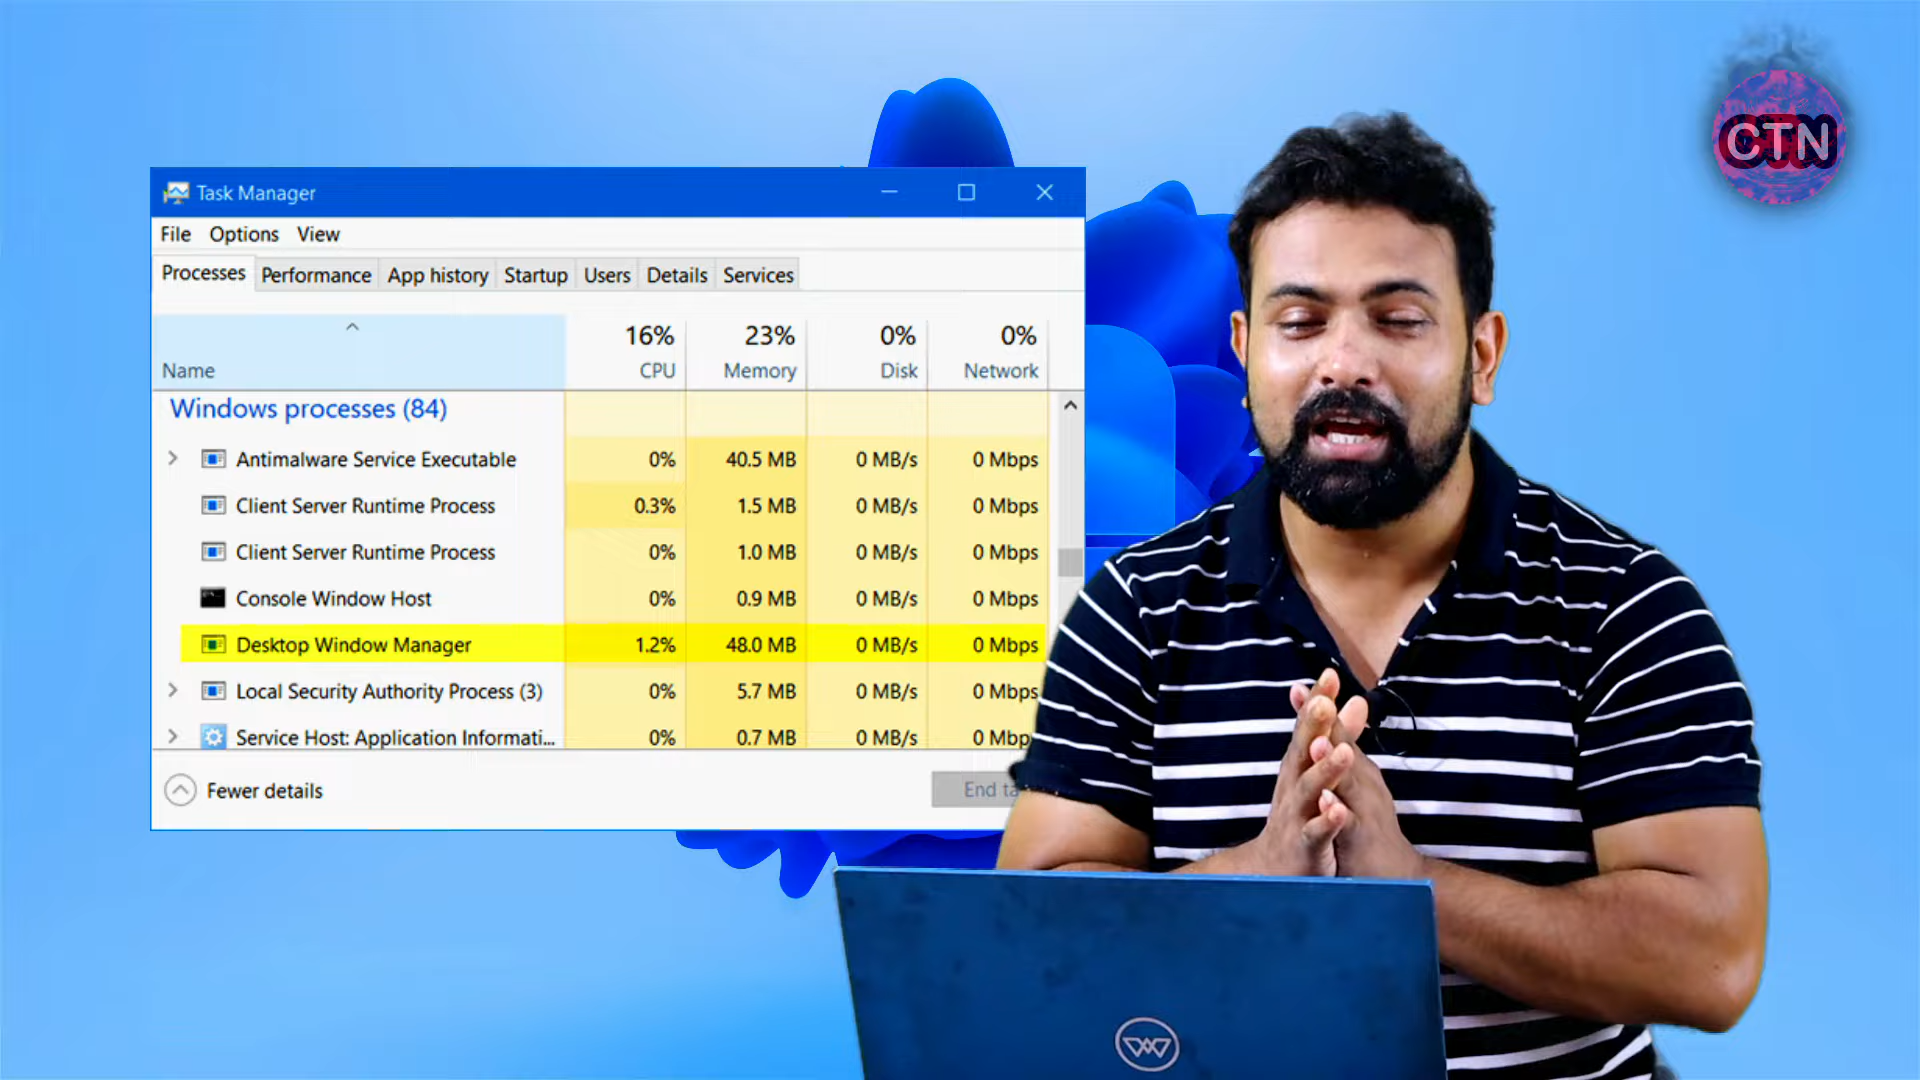 CTN
Task Manager
File Options View
Processes Performance App history Startup Users Details Services
16% 23% 0% 0%
Name CPU Memory Disk Network
Windows processes (84)
Antimalware Service Executable 0% 40.5 MB 0 MB/s 0 Mbps
Client Server Runtime Process 0.3% 1.5 MB 0 MB/s 0 Mbps
Client Server Runtime Process 0% 1.0 MB 0 MB/s 0 Mbps
Console Window Host 0% 0.9 MB 0 MB/s 0 Mbps
Desktop Window Manager 1.2% 48.0 MB 0 MB/s 0 Mbps
Local Security Authority Process (3) 0% 5.7 MB 0 MB/s 0 Mbps
Service Host: Application Informati... 0% 0.7 MB 0 MB/s 0 Mbp
Fewer details
End ta